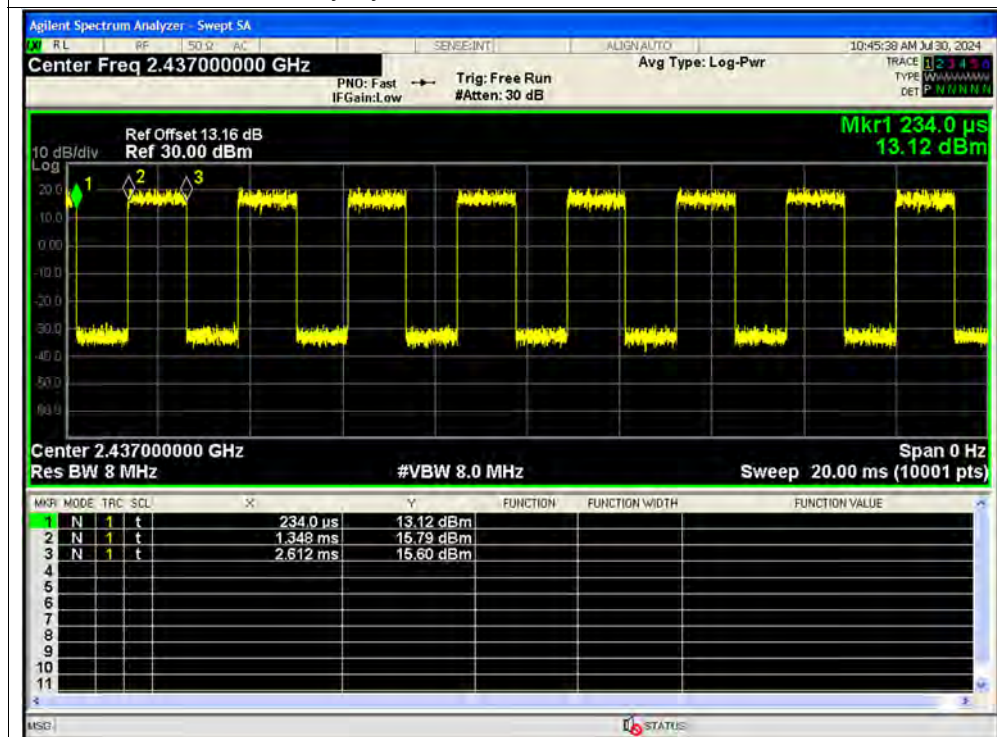 Agilent Spectrum Analyzer - Swept SA
RL RF 50 Ω AC SENSE:INT ALIGN AUTO 10:45:38 AM Jul 30, 2024
Center Freq 2.437000000 GHz
PNO: Fast
IFGain:Low
Trig: Free Run
#Atten: 30 dB
Avg Type: Log-Pwr
TRACE 1 2 3 4 5 6
TYPE W
DET P N N N N N
Mkr1 234.0 µs
13.12 dBm
Ref Offset 13.16 dB
10 dB/div Ref 30.00 dBm
Log
1 2 3
20.0
10.0
0.00
-10.0
-20.0
-30.0
-40.0
-50.0
-60.0
Center 2.437000000 GHz Span 0 Hz
Res BW 8 MHz #VBW 8.0 MHz Sweep 20.00 ms (10001 pts)
MKR MODE TRC SCL X Y FUNCTION FUNCTION WIDTH FUNCTION VALUE
1 N 1 t 234.0 µs 13.12 dBm
2 N 1 t 1.348 ms 15.79 dBm
3 N 1 t 2.612 ms 15.60 dBm
4
5
6
7
8
9
10
11
MSG STATUS